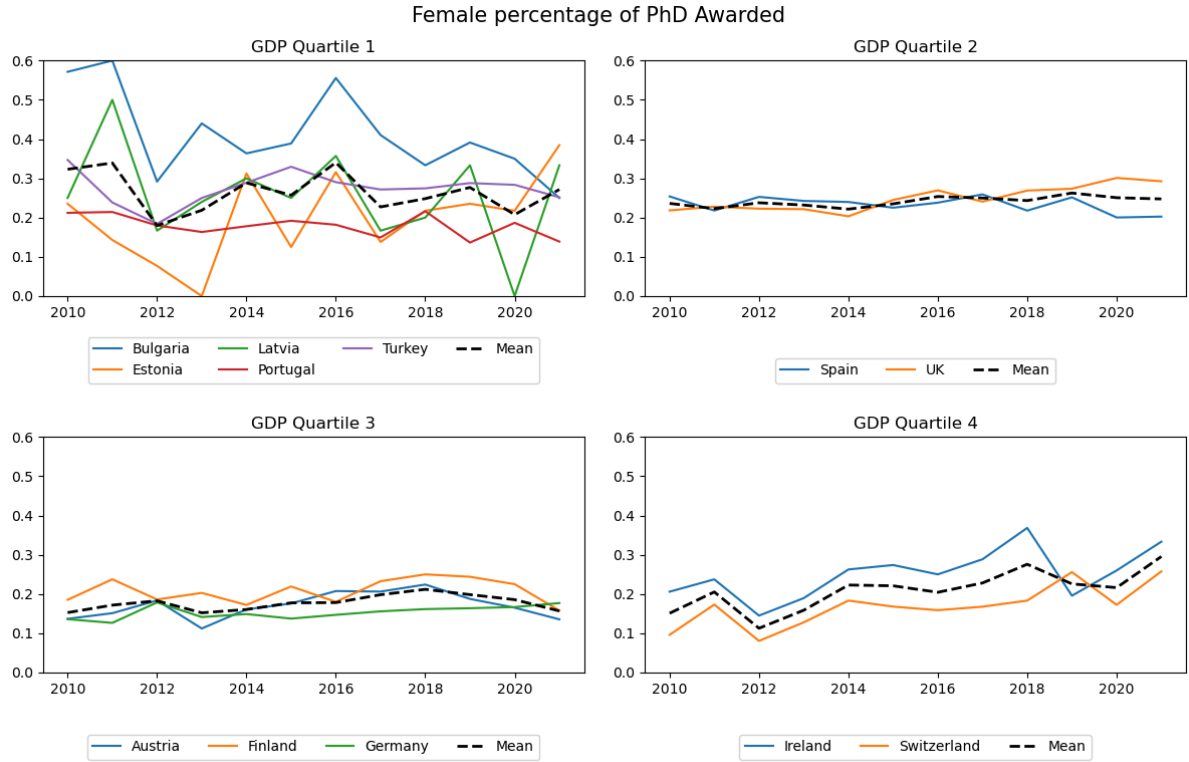 Female percentage of PhD Awarded
GDP Quartile 1
0.6
0.5
0.4
0.3
0.2
0.1
0.0
2010 2012 2014 2016 2018 2020
Bulgaria Latvia Turkey Mean
Estonia Portugal
GDP Quartile 2
0.6
0.5
0.4
0.3
0.2
0.1
0.0
2010 2012 2014 2016 2018 2020
Spain UK Mean
GDP Quartile 3
0.6
0.5
0.4
0.3
0.2
0.1
0.0
2010 2012 2014 2016 2018 2020
Austria Finland Germany Mean
GDP Quartile 4
0.6
0.5
0.4
0.3
0.2
0.1
0.0
2010 2012 2014 2016 2018 2020
Ireland Switzerland Mean